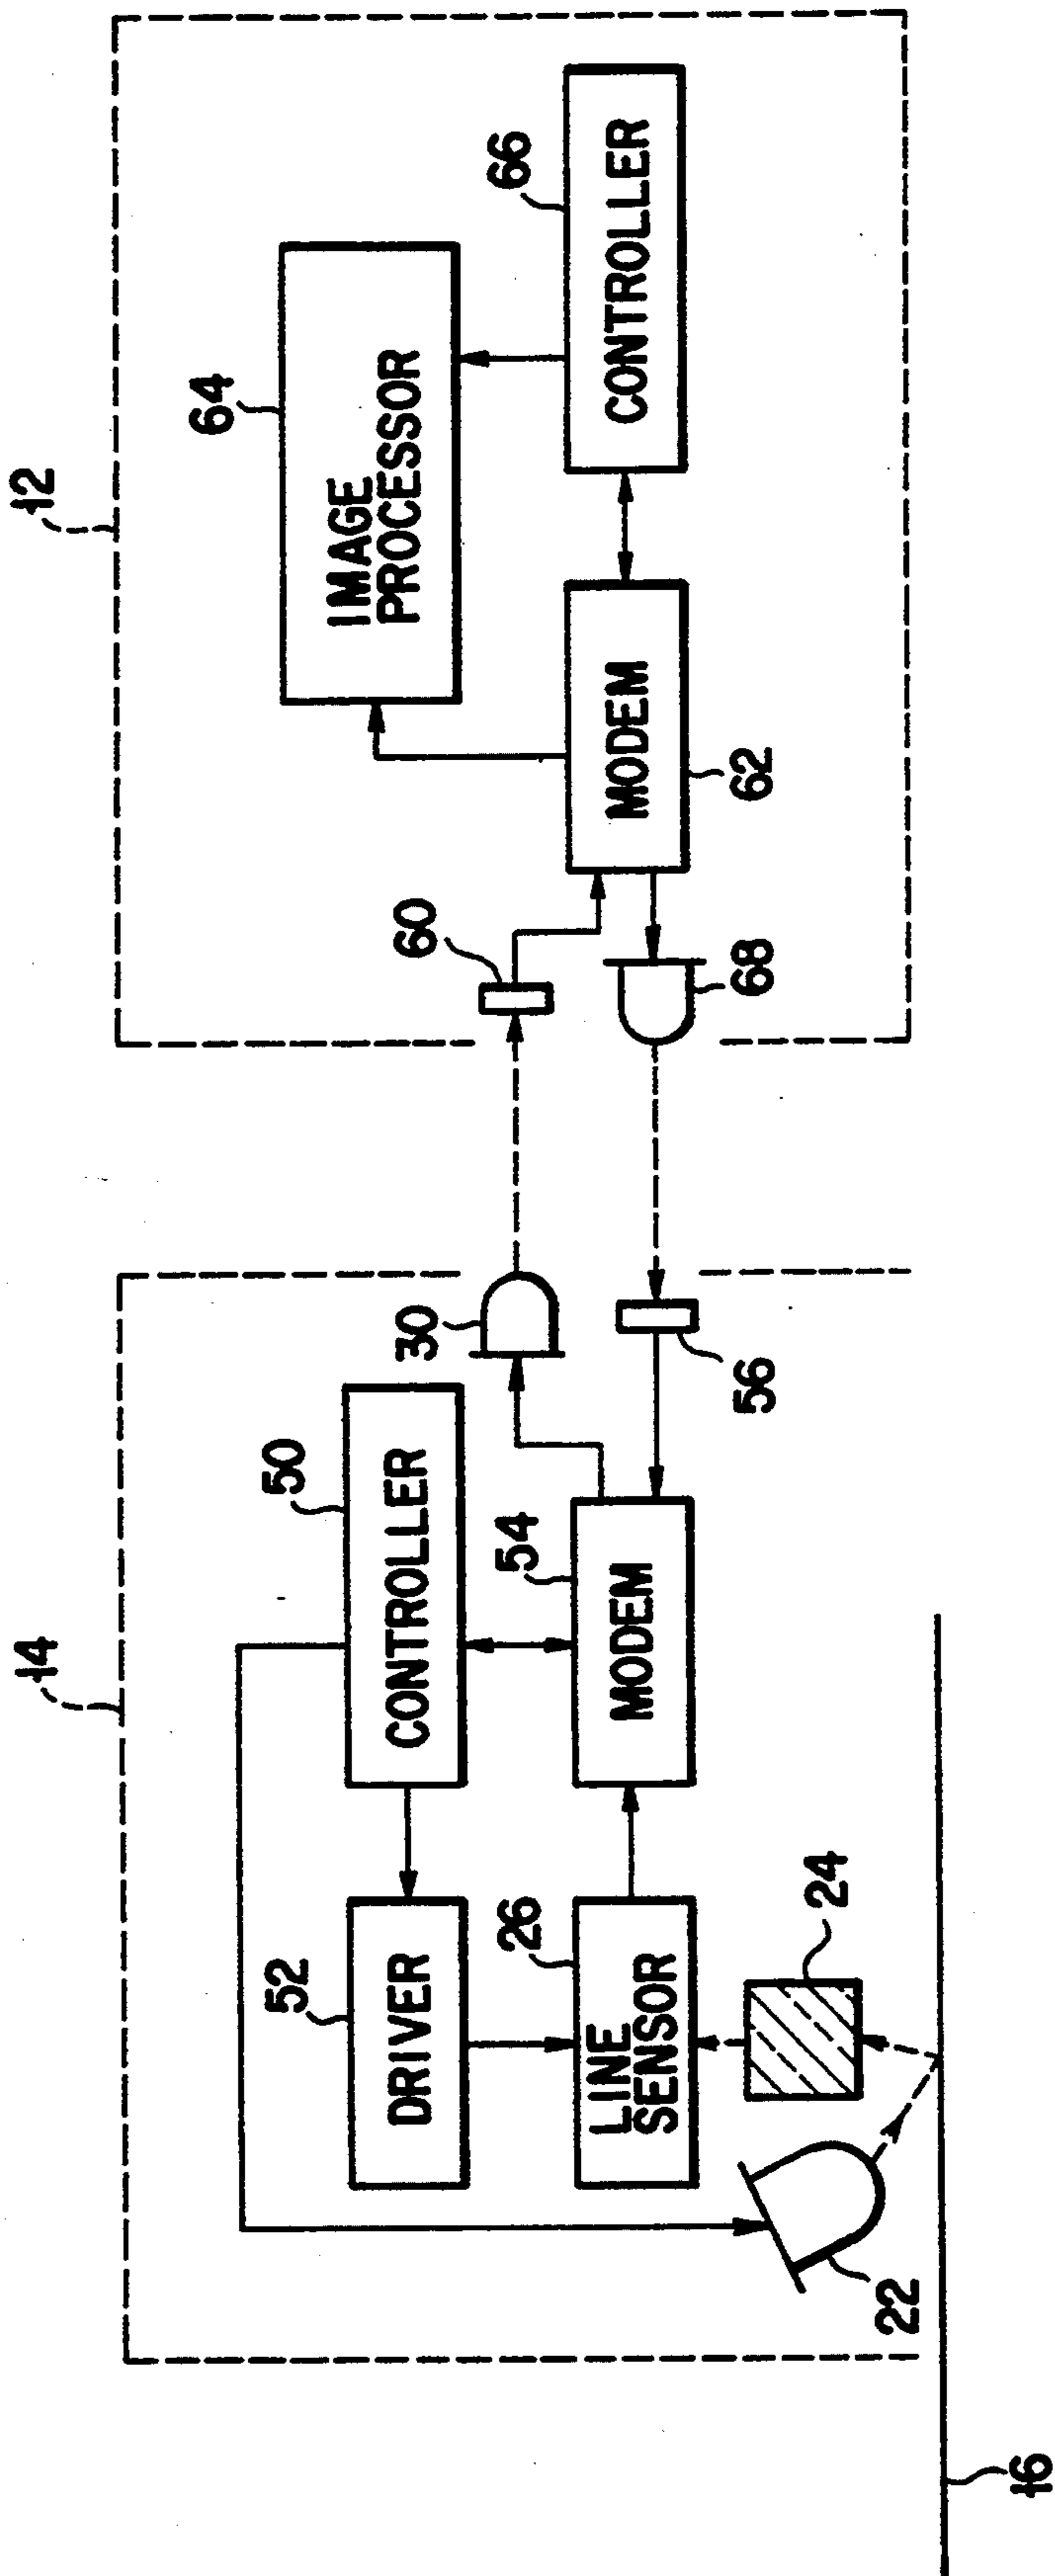 14
12
50
CONTROLLER
52
DRIVER
30
60
64
IMAGE
PROCESSOR
66
CONTROLLER
26
LINE
SENSOR
54
MODEM
56
68
MODEM
62
24
22
16